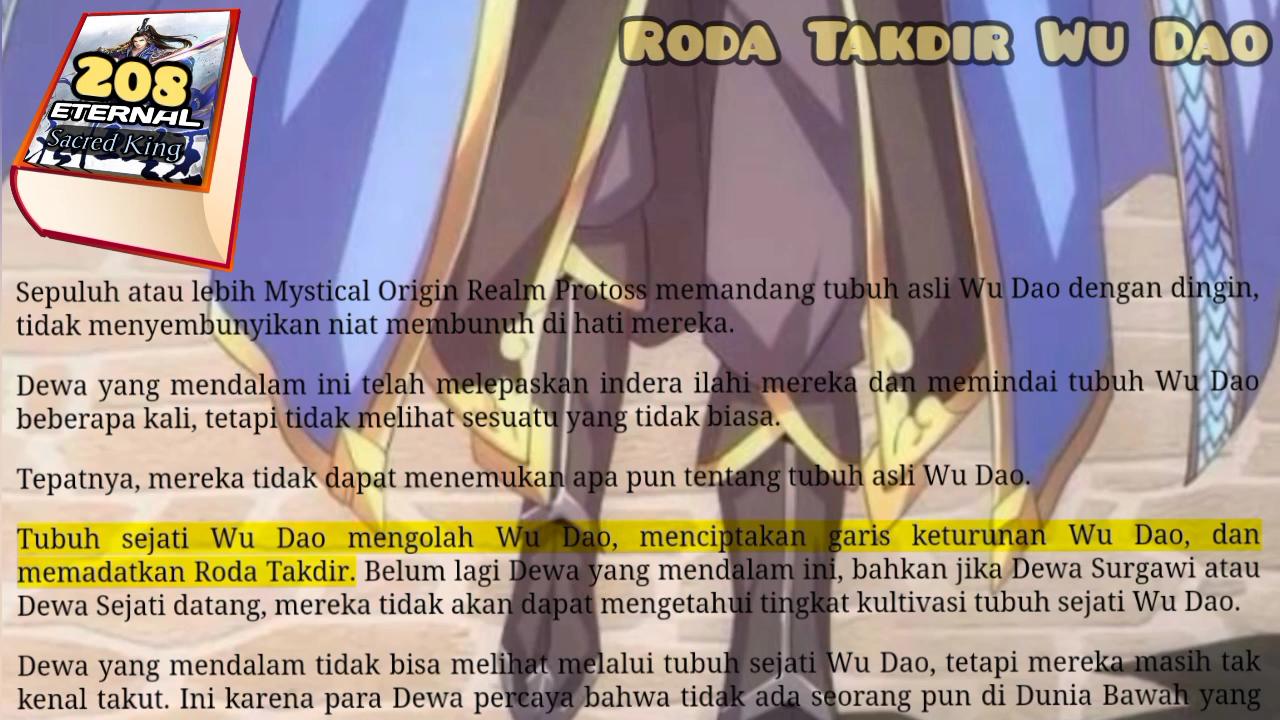 RODA TAKDIR WU DAO
208
ETERNAL
Sacred King
Sepuluh atau lebih Mystical Origin Realm Protoss memandang tubuh asli Wu Dao dengan dingin,
tidak menyembunyikan niat membunuh di hati mereka.
Dewa yang mendalam ini telah melepaskan indera ilahi mereka dan memindai tubuh Wu Dao
beberapa kali, tetapi tidak melihat sesuatu yang tidak biasa.
Tepatnya, mereka tidak dapat menemukan apa pun tentang tubuh asli Wu Dao.
Tubuh sejati Wu Dao mengolah Wu Dao, menciptakan garis keturunan Wu Dao, dan
memadatkan Roda Takdir. Belum lagi Dewa yang mendalam ini, bahkan jika Dewa Surgawi atau
Dewa Sejati datang, mereka tidak akan dapat mengetahui tingkat kultivasi tubuh sejati Wu Dao.
Dewa yang mendalam tidak bisa melihat melalui tubuh sejati Wu Dao, tetapi mereka masih tak
kenal takut. Ini karena para Dewa percaya bahwa tidak ada seorang pun di Dunia Bawah yang